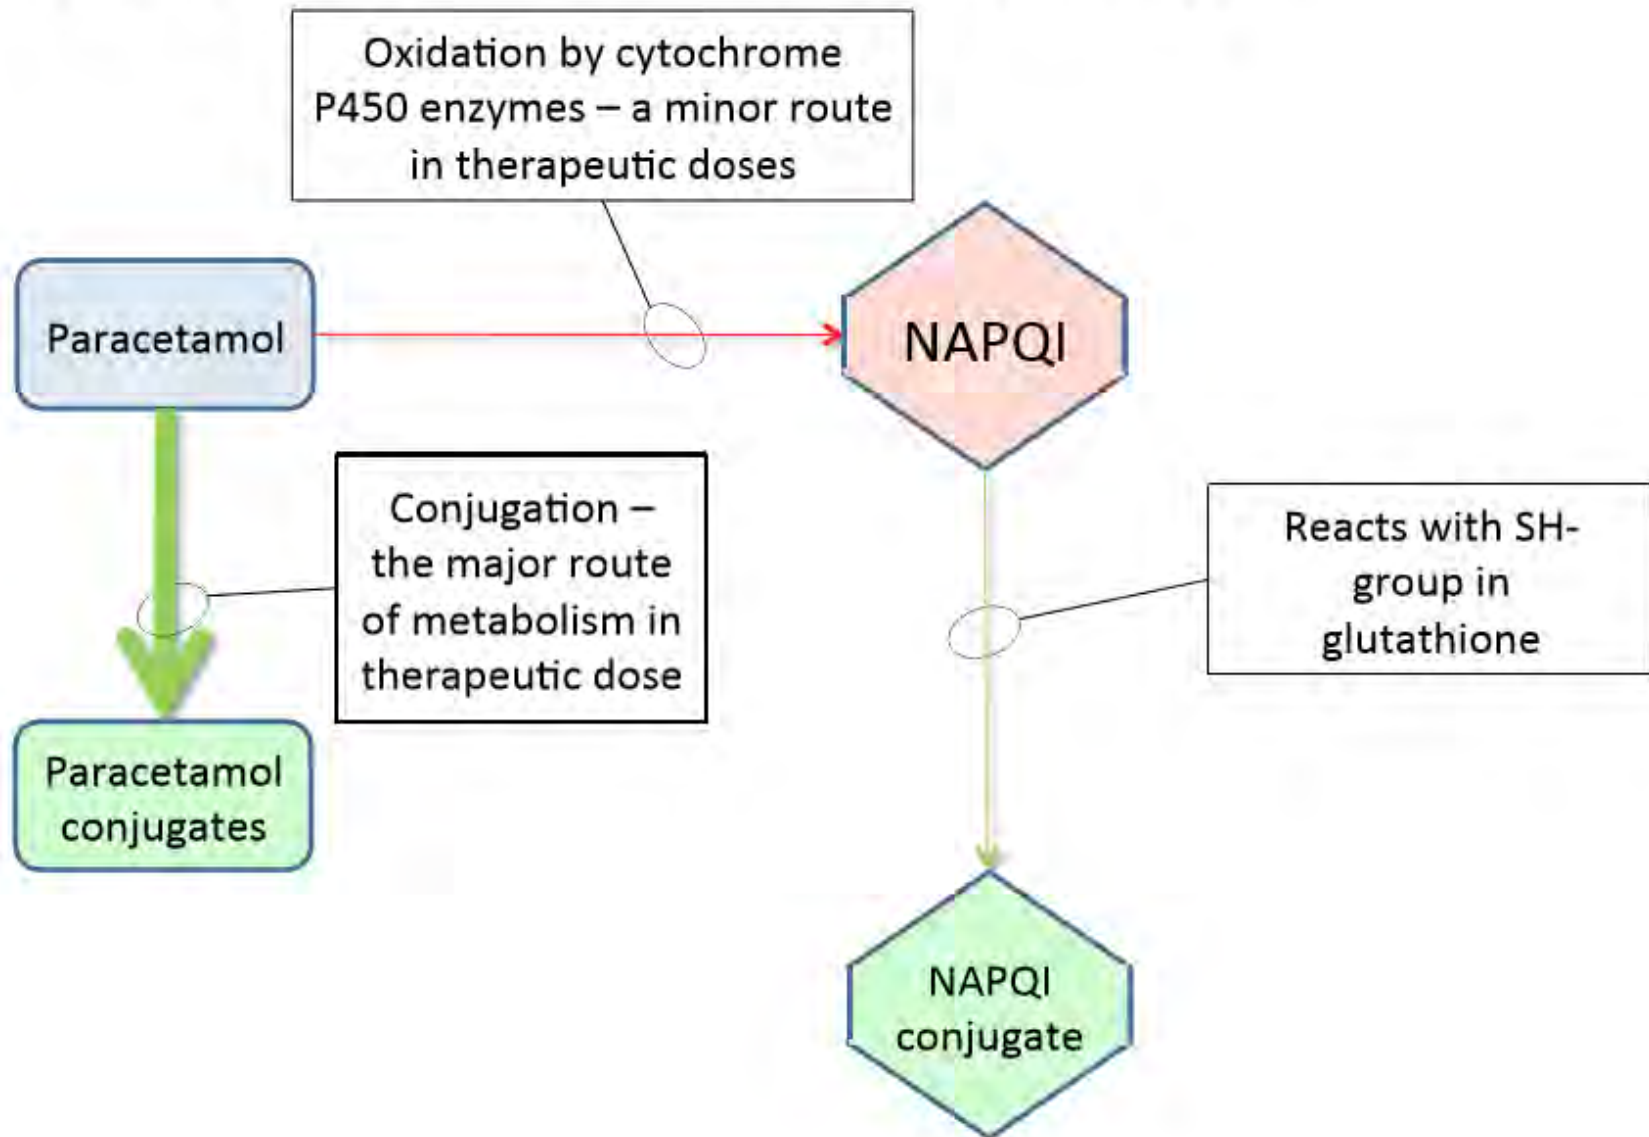 Oxidation by cytochrome
P450 enzymes – a minor route
in therapeutic doses
Paracetamol
NAPQI
Conjugation –
the major route
of metabolism in
therapeutic dose
Reacts with SH-
group in
glutathione
Paracetamol
conjugates
NAPQI
conjugate